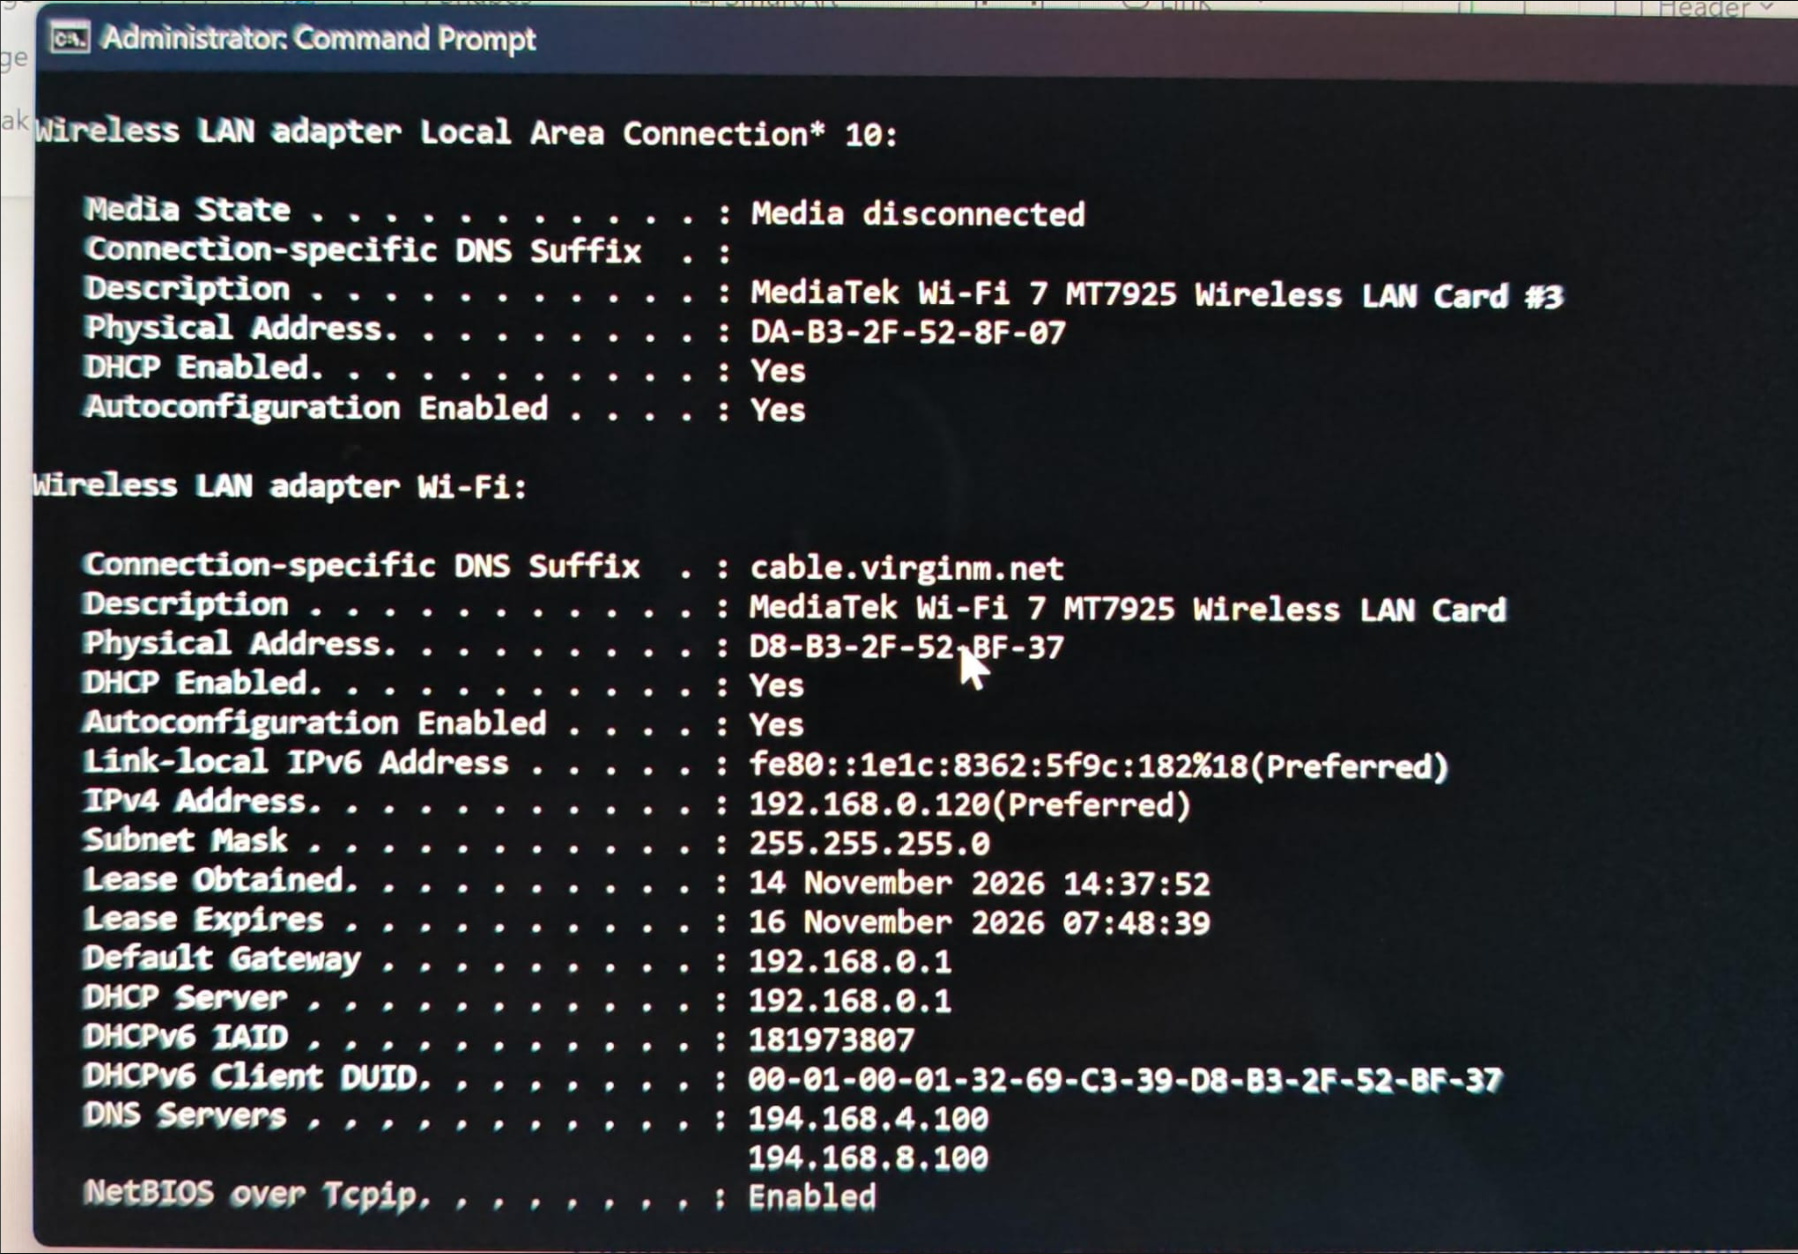 Header
ge
Administrator: Command Prompt
ak
Wireless LAN adapter Local Area Connection* 10:
Media State . . . . . . . . . . . : Media disconnected
Connection-specific DNS Suffix  . :
Description . . . . . . . . . . . : MediaTek Wi-Fi 7 MT7925 Wireless LAN Card #3
Physical Address. . . . . . . . . : DA-B3-2F-52-8F-07
DHCP Enabled. . . . . . . . . . . : Yes
Autoconfiguration Enabled . . . . : Yes
Wireless LAN adapter Wi-Fi:
Connection-specific DNS Suffix  . : cable.virginm.net
Description . . . . . . . . . . . : MediaTek Wi-Fi 7 MT7925 Wireless LAN Card
Physical Address. . . . . . . . . : D8-B3-2F-52-BF-37
DHCP Enabled. . . . . . . . . . . : Yes
Autoconfiguration Enabled . . . . : Yes
Link-local IPv6 Address . . . . . : fe80::1e1c:8362:5f9c:182%18(Preferred)
IPv4 Address. . . . . . . . . . . : 192.168.0.120(Preferred)
Subnet Mask . . . . . . . . . . . : 255.255.255.0
Lease Obtained. . . . . . . . . . : 14 November 2026 14:37:52
Lease Expires . . . . . . . . . . : 16 November 2026 07:48:39
Default Gateway . . . . . . . . . : 192.168.0.1
DHCP Server . . . . . . . . . . . : 192.168.0.1
DHCPv6 IAID . . . . . . . . . . . : 181973807
DHCPv6 Client DUID. . . . . . . . : 00-01-00-01-32-69-C3-39-D8-B3-2F-52-BF-37
DNS Servers . . . . . . . . . . . : 194.168.4.100
194.168.8.100
NetBIOS over Tcpip. . . . . . . . : Enabled